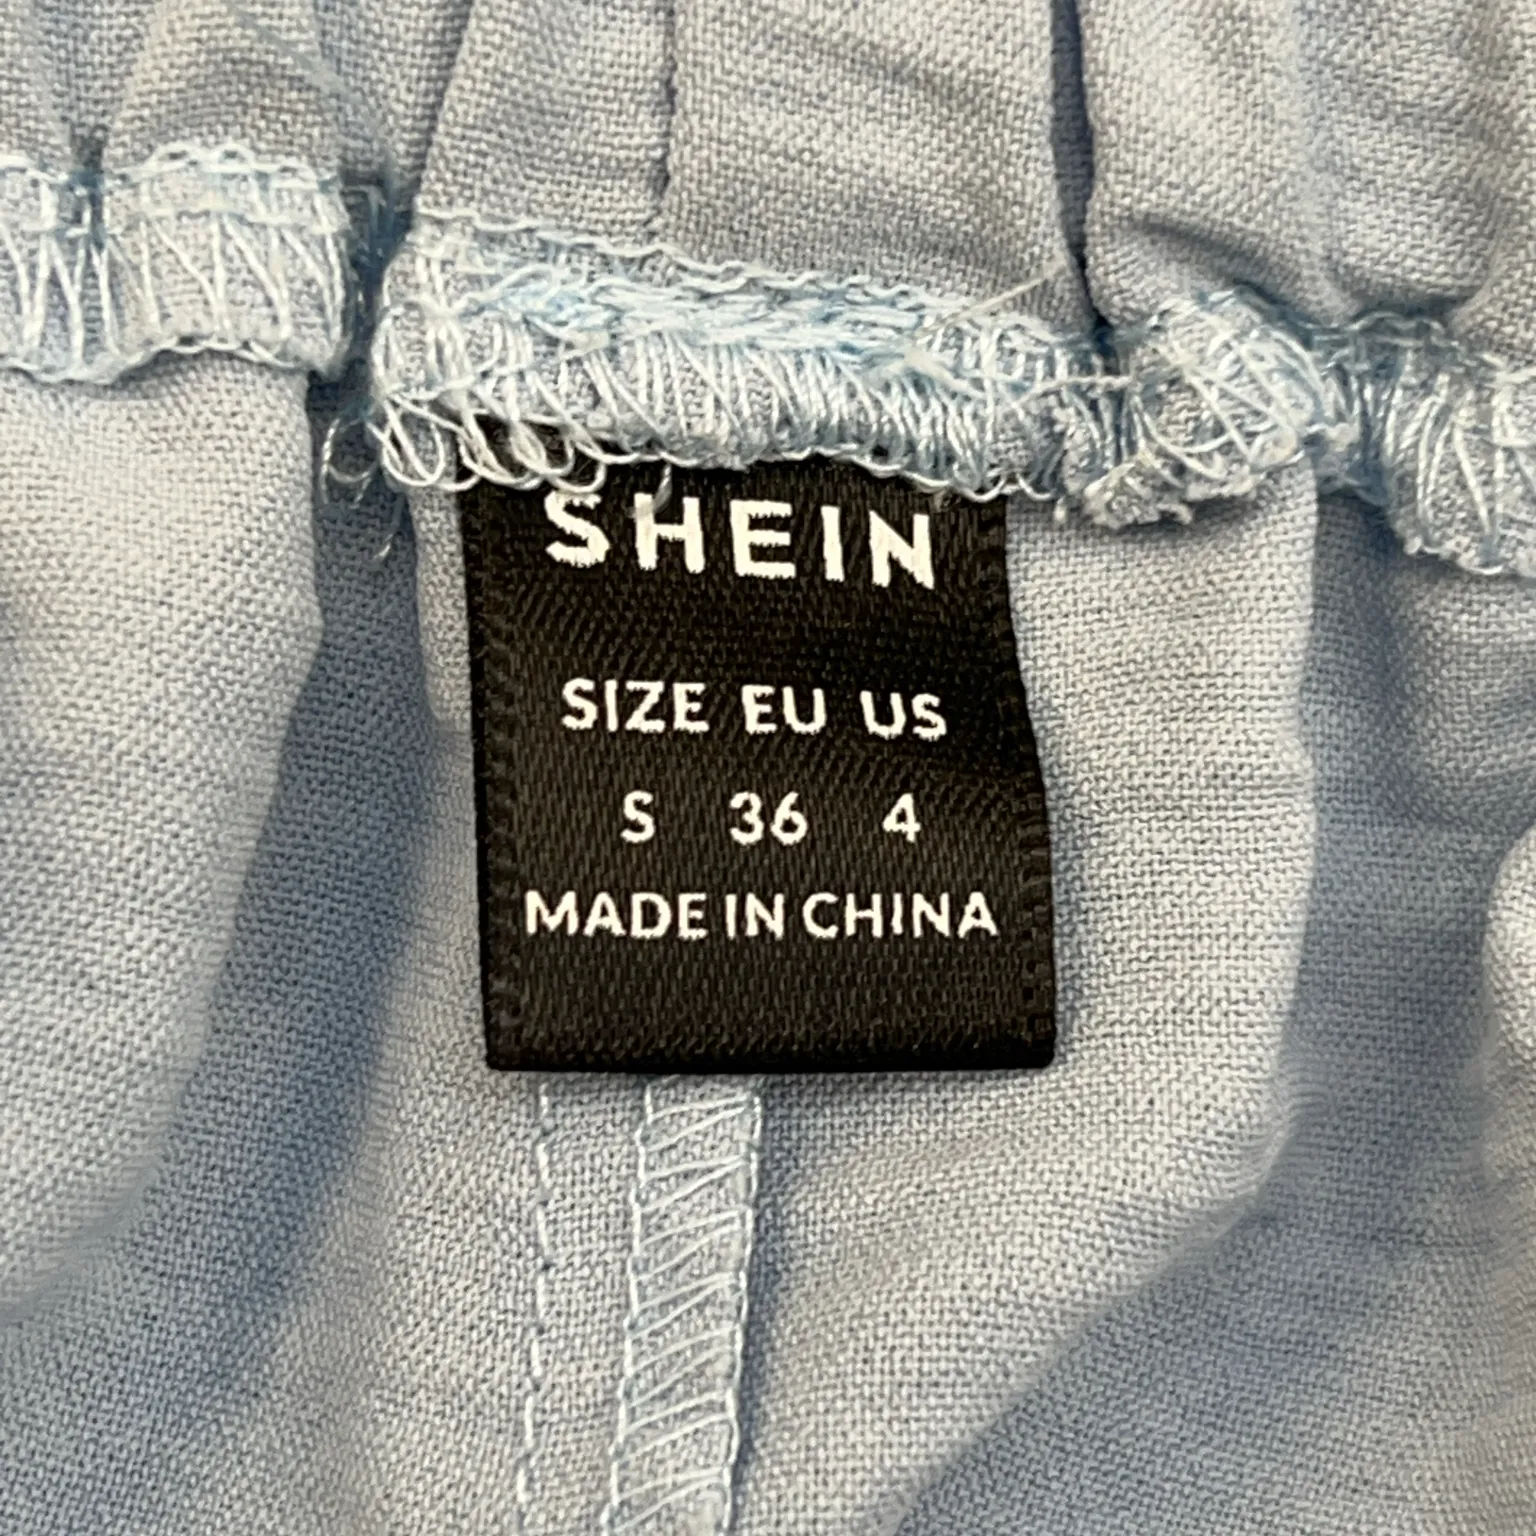 SHEIN
SIZE EU US
S 36 4
MADE IN CHINA